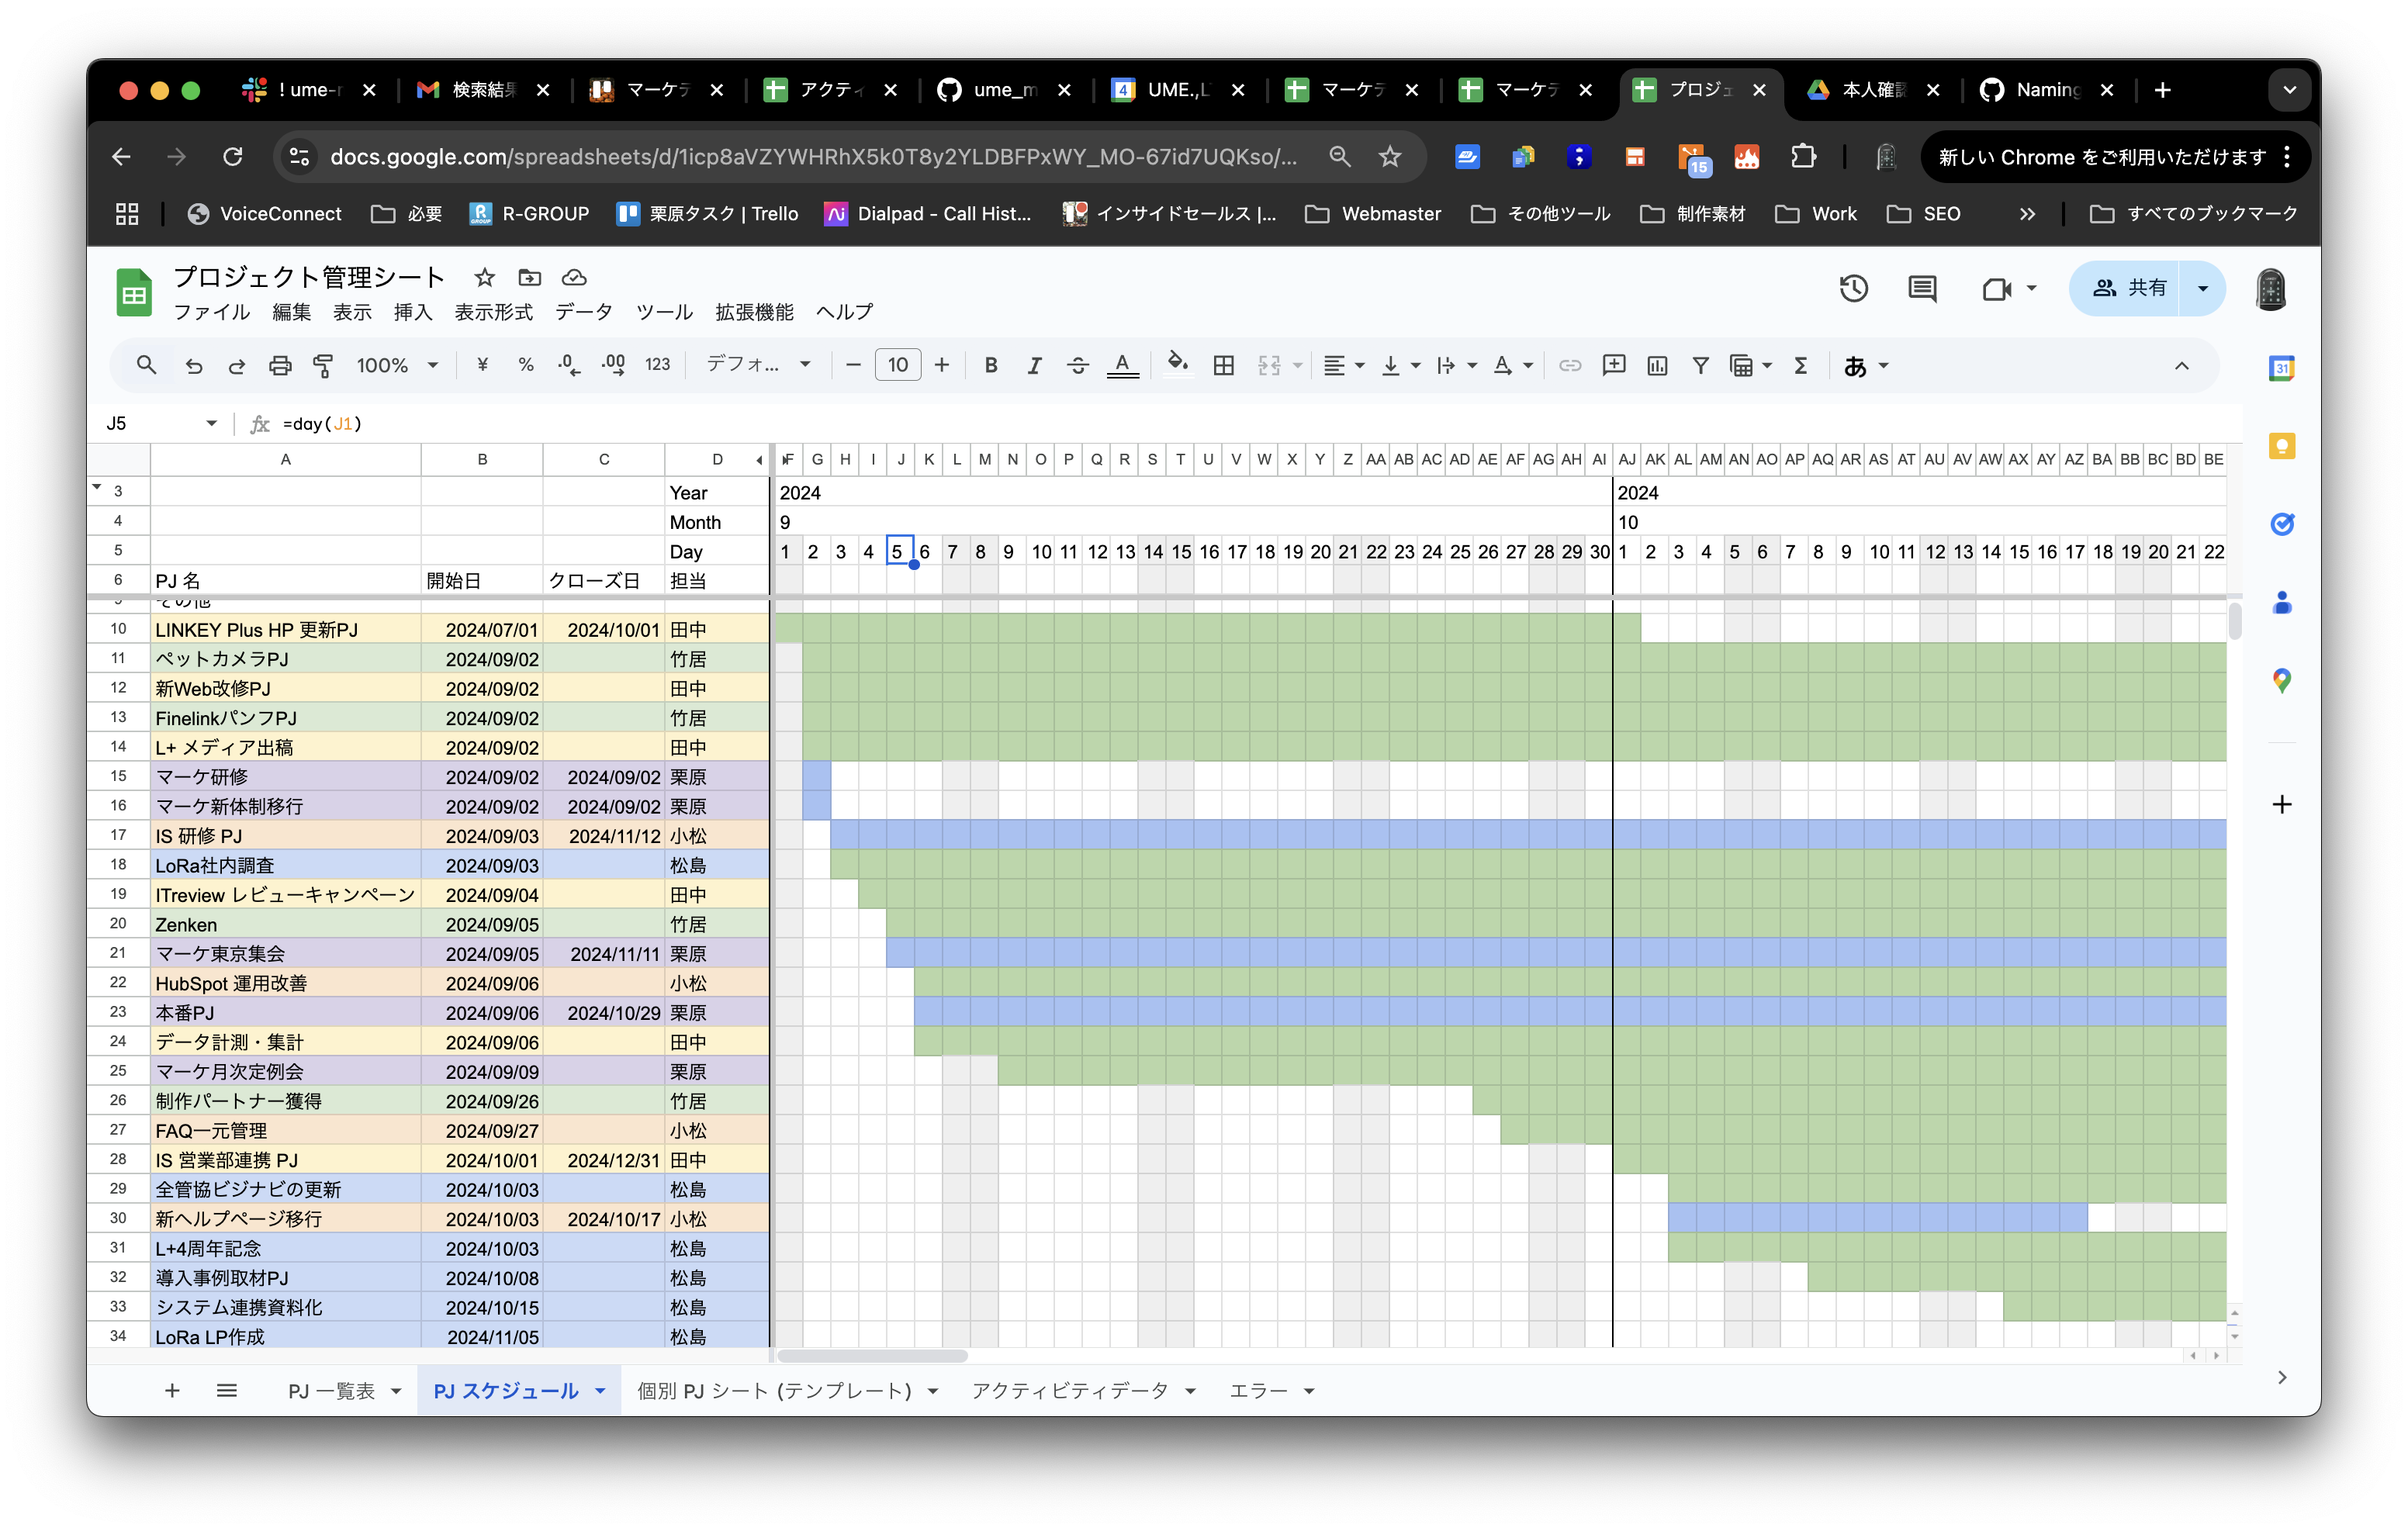 ! ume-r
検索結果
マーケテ
アクティ
ume_m
4 UME.,L
マーケテ
マーケテ
プロジェ
本人確認
Naming
docs.google.com/spreadsheets/d/1icp8aVZYWHRhX5k0T8y2YLDBFPxWY_MO-67id7UQKso/...
15
新しい Chrome をご利用いただけます
VoiceConnect 必要 R-GROUP 栗原タスク | Trello Dialpad - Call Hist... インサイドセールス |... Webmaster その他ツール 制作素材 Work SEO すべてのブックマーク
プロジェクト管理シート
共有
ファイル 編集 表示 挿入 表示形式 データ ツール 拡張機能 ヘルプ
100% ¥ % .0 .00 123 デフォ... 10 B I A あ
31
J5 fx =day(J1)
A B C D F G H I J K L M N O P Q R S T U V W X Y Z AA AB AC AD AE AF AG AH AI AJ AK AL AM AN AO AP AQ AR AS AT AU AV AW AX AY AZ BA BB BC BD BE
3 Year 2024 2024
4 Month 9 10
5 Day 1 2 3 4 5 6 7 8 9 10 11 12 13 14 15 16 17 18 19 20 21 22 23 24 25 26 27 28 29 30 1 2 3 4 5 6 7 8 9 10 11 12 13 14 15 16 17 18 19 20 21 22
6 PJ 名 開始日 クローズ日 担当
9 その他
10 LINKEY Plus HP 更新PJ 2024/07/01 2024/10/01 田中
11 ペットカメラPJ 2024/09/02 竹居
12 新Web改修PJ 2024/09/02 田中
13 FinelinkパンフPJ 2024/09/02 竹居
14 L+ メディア出稿 2024/09/02 田中
15 マーケ研修 2024/09/02 2024/09/02 栗原
16 マーケ新体制移行 2024/09/02 2024/09/02 栗原
17 IS 研修 PJ 2024/09/03 2024/11/12 小松
18 LoRa社内調査 2024/09/03 松島
19 ITreview レビューキャンペーン 2024/09/04 田中
20 Zenken 2024/09/05 竹居
21 マーケ東京集会 2024/09/05 2024/11/11 栗原
22 HubSpot 運用改善 2024/09/06 小松
23 本番PJ 2024/09/06 2024/10/29 栗原
24 データ計測・集計 2024/09/06 田中
25 マーケ月次定例会 2024/09/09 栗原
26 制作パートナー獲得 2024/09/26 竹居
27 FAQ一元管理 2024/09/27 小松
28 IS 営業部連携 PJ 2024/10/01 2024/12/31 田中
29 全管協ビジナビの更新 2024/10/03 松島
30 新ヘルプページ移行 2024/10/03 2024/10/17 小松
31 L+4周年記念 2024/10/03 松島
32 導入事例取材PJ 2024/10/08 松島
33 システム連携資料化 2024/10/15 松島
34 LoRa LP作成 2024/11/05 松島
PJ 一覧表 PJ スケジュール 個別 PJ シート (テンプレート) アクティビティデータ エラー